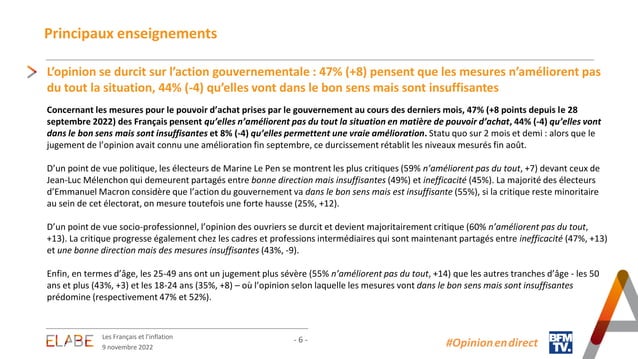 Principaux enseignements
L'opinion se durcit sur l'action gouvernementale : 47% (+8) pensent que les mesures n'améliorent pas
du tout la situation, 44% (-4) qu'elles vont dans le bon sens mais sont insuffisantes
Concernant les mesures pour le pouvoir d'achat prises par le gouvernement au cours des derniers mois, 47% (+8 points depuis le 28
septembre 2022) des Français pensent qu'elles n'améliorent pas du tout la situation en matière de pouvoir d'achat, 44% (-4) qu'elles vont
dans le bon sens mais sont insuffisantes et 8% (-4) qu'elles permettent une vraie amélioration. Statu quo sur 2 mois et demi : alors que le
jugement de l'opinion avait connu une amélioration fin septembre, ce durcissement rétablit les niveaux mesurés fin août.
D'un point de vue politique, les électeurs de Marine Le Pen se montrent les plus critiques (59% n'améliorent pas du tout, +7) devant ceux de
Jean-Luc Mélenchon qui demeurent partagés entre bonne direction mais insuffisantes (49%) et inefficacité (45%). La majorité des électeurs
d'Emmanuel Macron considère que l'action du gouvernement va dans le bon sens mais est insuffisante (55%), si la critique reste minoritaire
au sein de cet électorat, on mesure toutefois une forte hausse (25%, +12).
D'un point de vue socio-professionnel, l'opinion des ouvriers se durcit et devient majoritairement critique (60% n'améliorent pas du tout,
+13). La critique progresse également chez les cadres et professions intermédiaires qui sont maintenant partagés entre inefficacité (47%, +13)
et une bonne direction mais des mesures insuffisantes (43%, -9).
Enfin, en termes d'âge, les 25-49 ans ont un jugement plus sévère (55% n'améliorent pas du tout, +14) que les autres tranches d'âge - les 50
ans et plus (43%, +3) et les 18-24 ans (35%, +8) – où l'opinion selon laquelle les mesures vont dans le bon sens mais sont insuffisantes
prédomine (respectivement 47% et 52%).
ELABE
Les Français et l'inflation
9 novembre 2022
- 6 -
#Opinionendirect
BFM
TV.